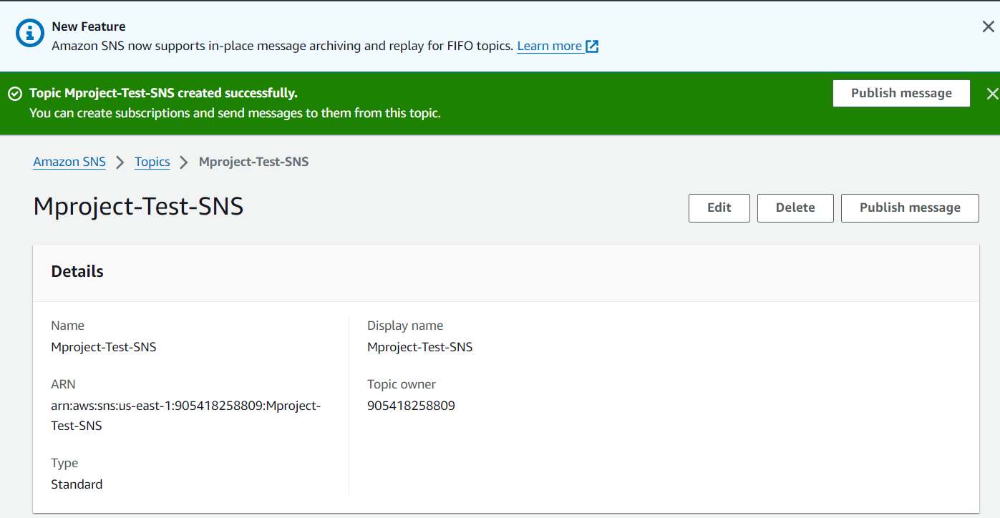 New Feature
Amazon SNS now supports in-place message archiving and replay for FIFO topics. Learn more
Topic Mproject-Test-SNS created successfully.
You can create subscriptions and send messages to them from this topic.
Publish message
Amazon SNS
Topics
Mproject-Test-SNS
Mproject-Test-SNS
Edit
Delete
Publish message
Details
Name
Mproject-Test-SNS
ARN
arn:aws:sns:us-east-1:905418258809:Mproject-
Test-SNS
Type
Standard
Display name
Mproject-Test-SNS
Topic owner
905418258809